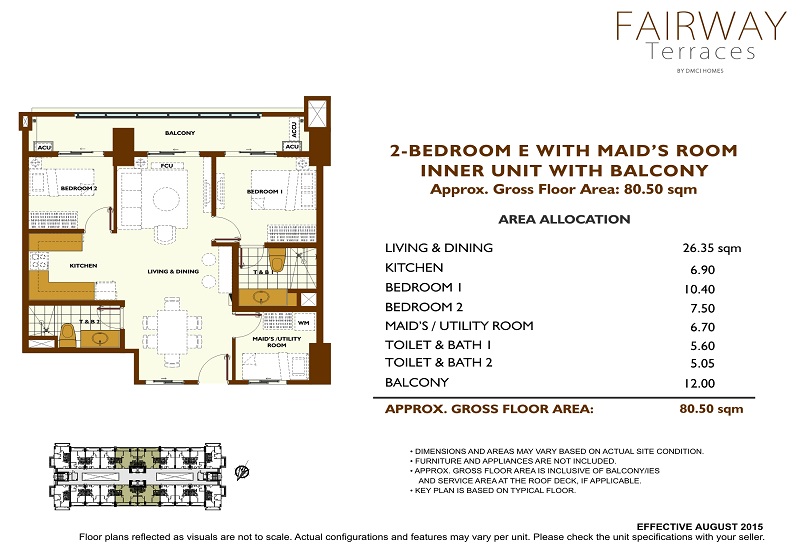 FAIRWAY
Terraces
BY DMCI HOMES
BALCONY
ACU
ACCU
ACU
FCU
BEDROOM 2
BEDROOM 1
KITCHEN
LIVING & DINING
T & B 1
T & B 2
WM
MAID'S /UTILITY
ROOM
2-BEDROOM E WITH MAID'S ROOM
INNER UNIT WITH BALCONY
Approx. Gross Floor Area: 80.50 sqm
AREA ALLOCATION
LIVING & DINING 26.35 sqm
KITCHEN 6.90
BEDROOM 1 10.40
BEDROOM 2 7.50
MAID'S / UTILITY ROOM 6.70
TOILET & BATH 1 5.60
TOILET & BATH 2 5.05
BALCONY 12.00
APPROX. GROSS FLOOR AREA: 80.50 sqm
• DIMENSIONS AND AREAS MAY VARY BASED ON ACTUAL SITE CONDITION.
• FURNITURE AND APPLIANCES ARE NOT INCLUDED.
• APPROX. GROSS FLOOR AREA IS INCLUSIVE OF BALCONY/IES
AND SERVICE AREA AT THE ROOF DECK, IF APPLICABLE.
• KEY PLAN IS BASED ON TYPICAL FLOOR.
EFFECTIVE AUGUST 2015
Floor plans reflected as visuals are not to scale. Actual configurations and features may vary per unit. Please check the unit specifications with your seller.